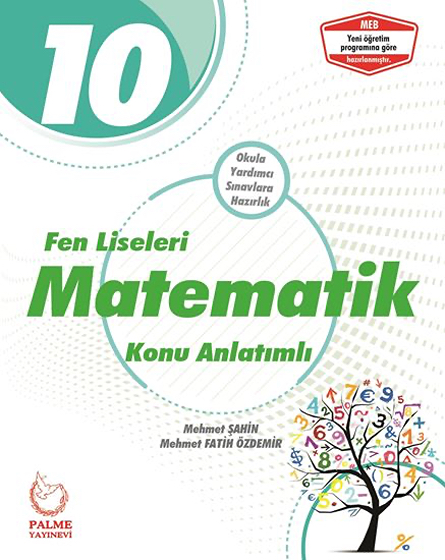 10
MEB
Yeni öğretim
programına göre
hazırlanmıştır.
Okula
Yardımcı
Sınavlara
Hazırlık
Fen Liseleri
Matematik
Konu Anlatımlı
Mehmet ŞAHİN
Mehmet FATİH ÖZDEMİR
PALME
YAYINEVİ